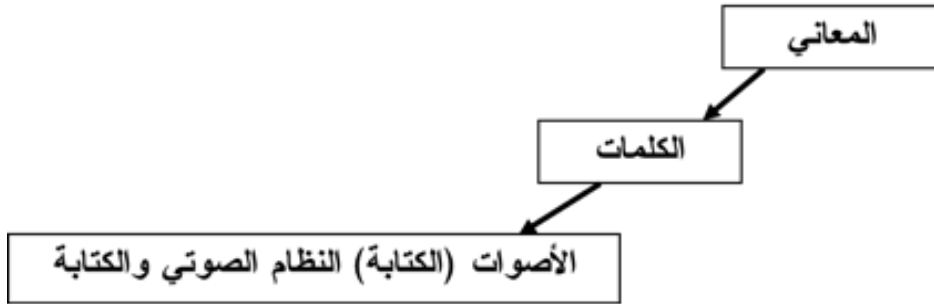 المعاني
الكلمات
الأصوات (الكتابة) النظام الصوتي والكتابة